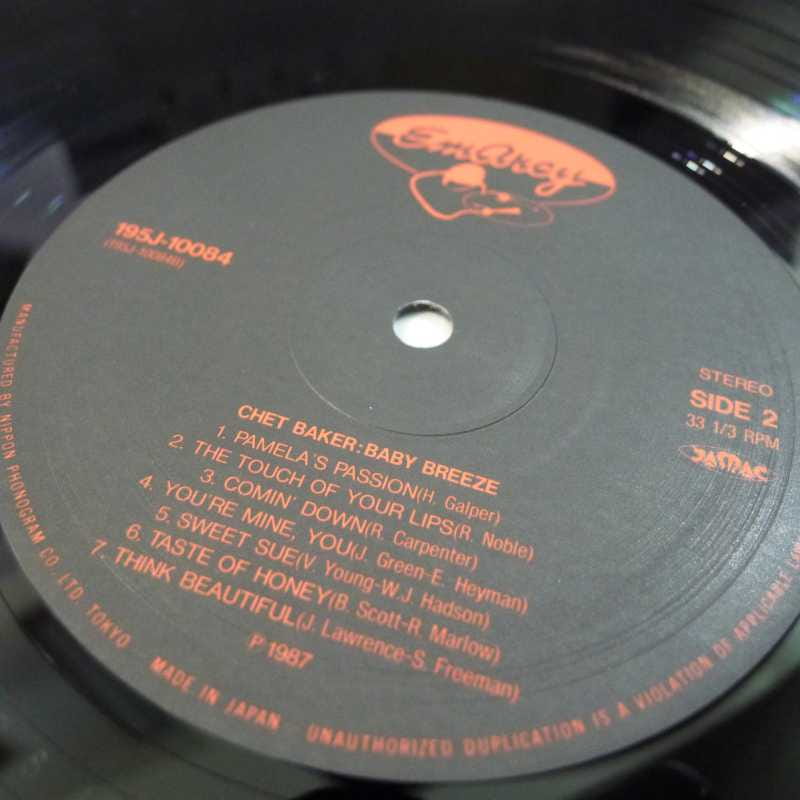 EmArcy
195J-10084
(195J-10084B)
STEREO
SIDE 2
33 1/3 RPM
JASRAC
CHET BAKER:BABY BREEZE
1. PAMELA'S PASSION(H. Galper)
2. THE TOUCH OF YOUR LIPS(R. Noble)
3. COMIN' DOWN(R. Carpenter)
4. YOU'RE MINE, YOU(J. Green-E. Heyman)
5. SWEET SUE(V. Young-W.J. Hadson)
6. TASTE OF HONEY(B. Scott-R. Marlow)
7. THINK BEAUTIFUL(J. Lawrence-S. Freeman)
P 1987
MANUFACTURED BY NIPPON PHONOGRAM CO., LTD. TOKYO MADE IN JAPAN UNAUTHORIZED DUPLICATION IS A VIOLATION OF APPLICABLE